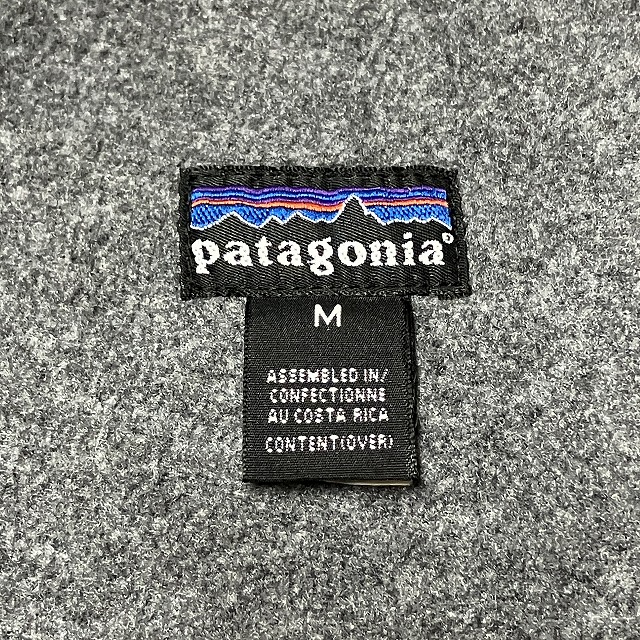 patagonia®
M
ASSEMBLED IN/
CONFECTIONNE
AU COSTA RICA
CONTENT(OVER)